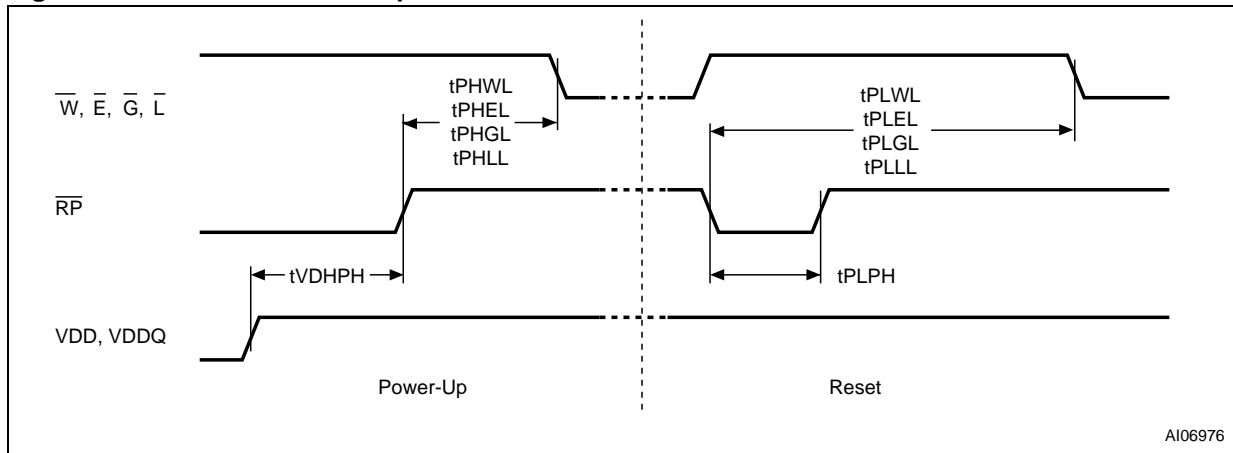 W, E, G, L
tPHWL
tPHEL
tPHGL
tPHLL
tPLWL
tPLEL
tPLGL
tPLLL
RP
tVDHPH
tPLPH
VDD, VDDQ
Power-Up
Reset
AI06976